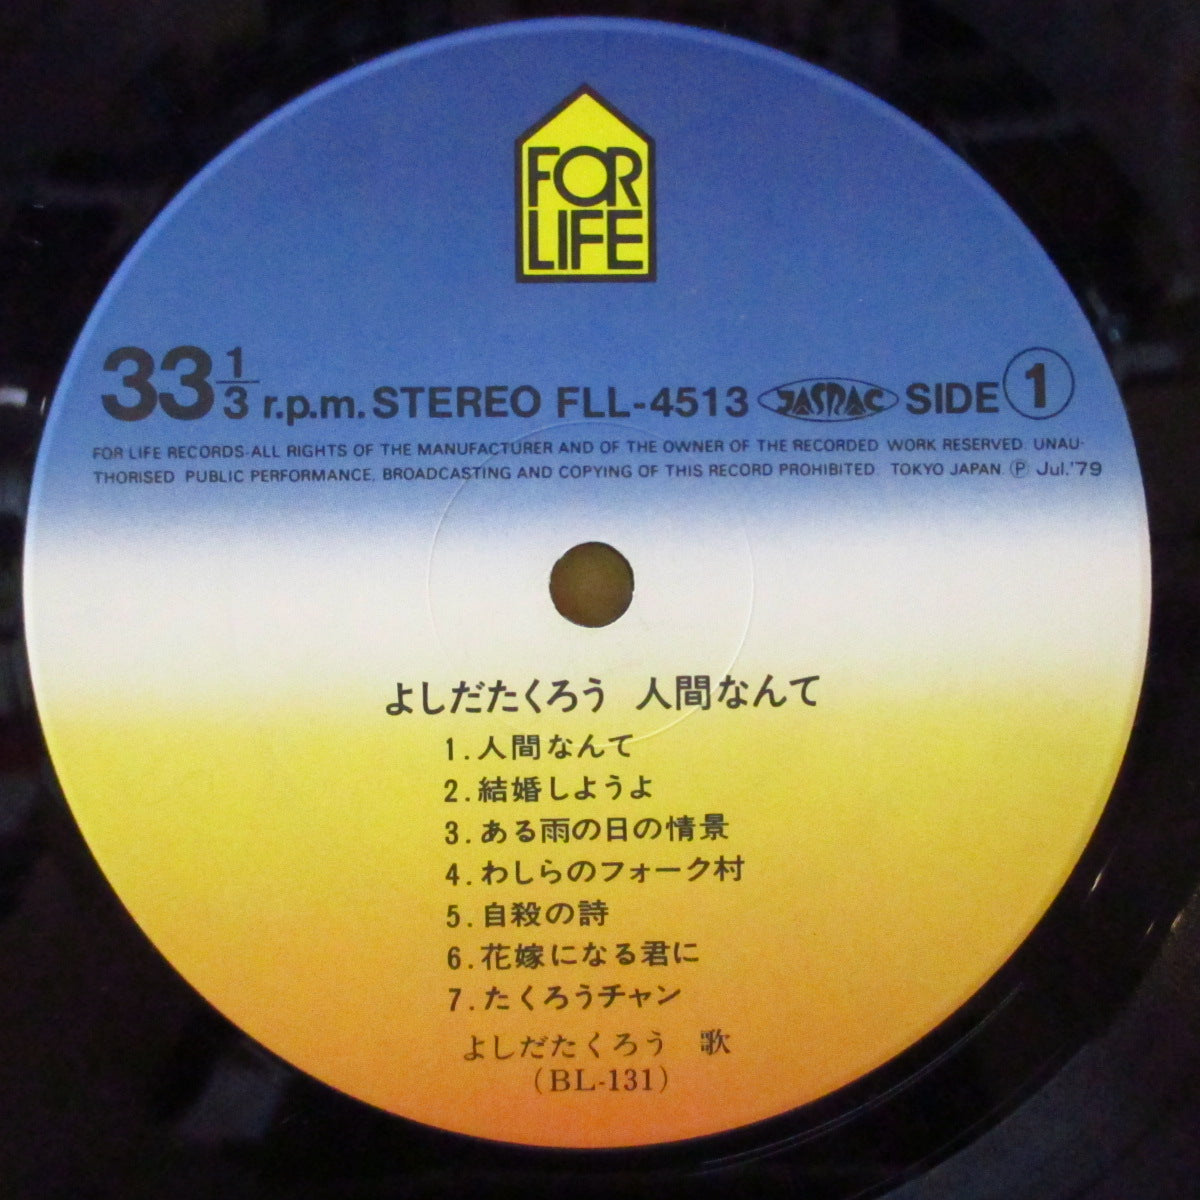 FOR
LIFE
33 1/3 r.p.m. STEREO FLL-4513 JASRAC SIDE 1
FOR LIFE RECORDS-ALL RIGHTS OF THE MANUFACTURER AND OF THE OWNER OF THE RECORDED WORK RESERVED. UNAU-
THORISED PUBLIC PERFORMANCE, BROADCASTING AND COPYING OF THIS RECORD PROHIBITED. TOKYO JAPAN. Ⓟ Jul.'79
よしだたくろう 人間なんて
1.人間なんて
2.結婚しようよ
3.ある雨の日の情景
4.わしらのフォーク村
5.自殺の詩
6.花嫁になる君に
7.たくろうチャン
よしだたくろう 歌
(BL-131)